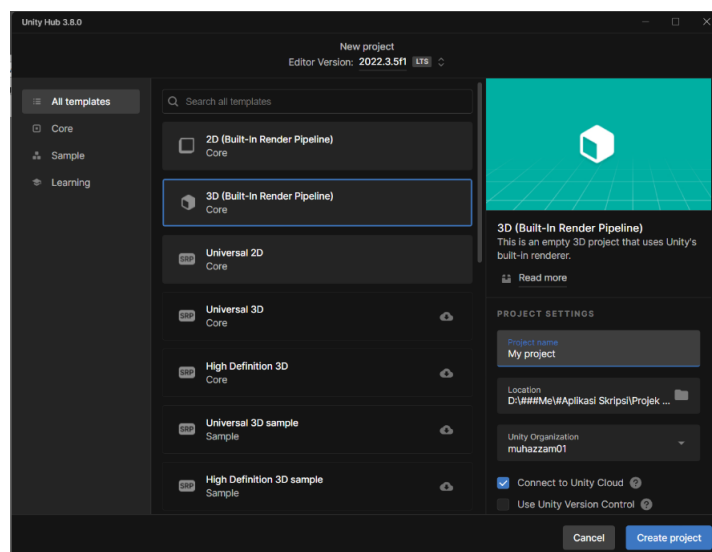 Unity Hub 3.8.0
New project
Editor Version: 2022.3.5f1 LTS
All templates
Core
Sample
Learning
Search all templates
2D (Built-In Render Pipeline)
Core
3D (Built-In Render Pipeline)
Core
SRP
Universal 2D
Core
SRP
Universal 3D
Core
SRP
High Definition 3D
Core
SRP
Universal 3D sample
Sample
SRP
High Definition 3D sample
Sample
3D (Built-In Render Pipeline)
This is an empty 3D project that uses Unity's
built-in renderer.
Read more
PROJECT SETTINGS
Project name
My project
Location
D:\###Me\#Aplikasi Skripsi\Projek ...
Unity Organization
muhazzam01
Connect to Unity Cloud ?
Use Unity Version Control ?
Cancel
Create project